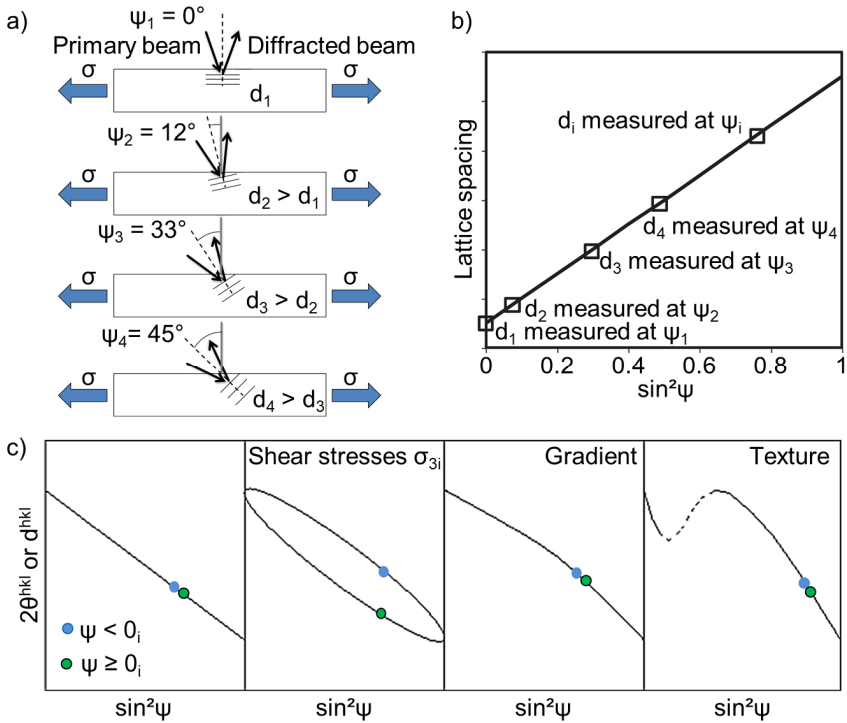 a)
ψ₁ = 0°
Primary beam
Diffracted beam
σ
σ
d₁
ψ₂ = 12°
σ
σ
d₂ > d₁
ψ₃ = 33°
σ
σ
d₃ > d₂
ψ₄= 45°
σ
σ
d₄ > d₃
b)
Lattice spacing
dᵢ measured at ψᵢ
d₄ measured at ψ₄
d₃ measured at ψ₃
d₂ measured at ψ₂
d₁ measured at ψ₁
0 0.2 0.4 0.6 0.8 1
sin²ψ
c)
2θʰᵏˡ or dʰᵏˡ
Shear stresses σ₃ᵢ
Gradient
Texture
ψ < 0ᵢ
ψ ≥ 0ᵢ
sin²ψ
sin²ψ
sin²ψ
sin²ψ